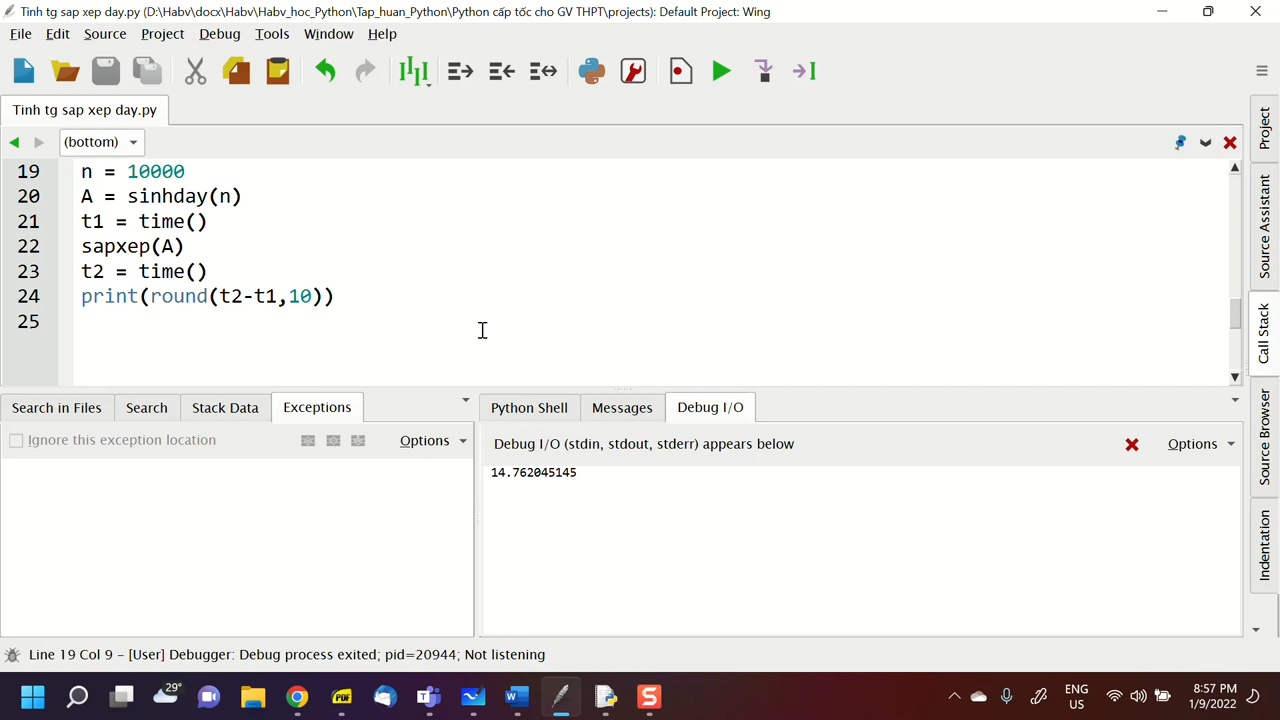 Tinh tg sap xep day.py (D:\Habv\docx\Habv\Habv_hoc_Python\Tap_huan_Python\Python cấp tốc cho GV THPT\projects): Default Project: Wing
File Edit Source Project Debug Tools Window Help
Tinh tg sap xep day.py
(bottom)
19 n = 10000
20 A = sinhday(n)
21 t1 = time()
22 sapxep(A)
23 t2 = time()
24 print(round(t2-t1,10))
25
Project
Source Assistant
Call Stack
Source Browser
Indentation
Search in Files Search Stack Data Exceptions
Ignore this exception location Options
Python Shell Messages Debug I/O
Debug I/O (stdin, stdout, stderr) appears below Options
14.762045145
Line 19 Col 9 – [User] Debugger: Debug process exited; pid=20944; Not listening
29°
PDF
ENG
US
8:57 PM
1/9/2022